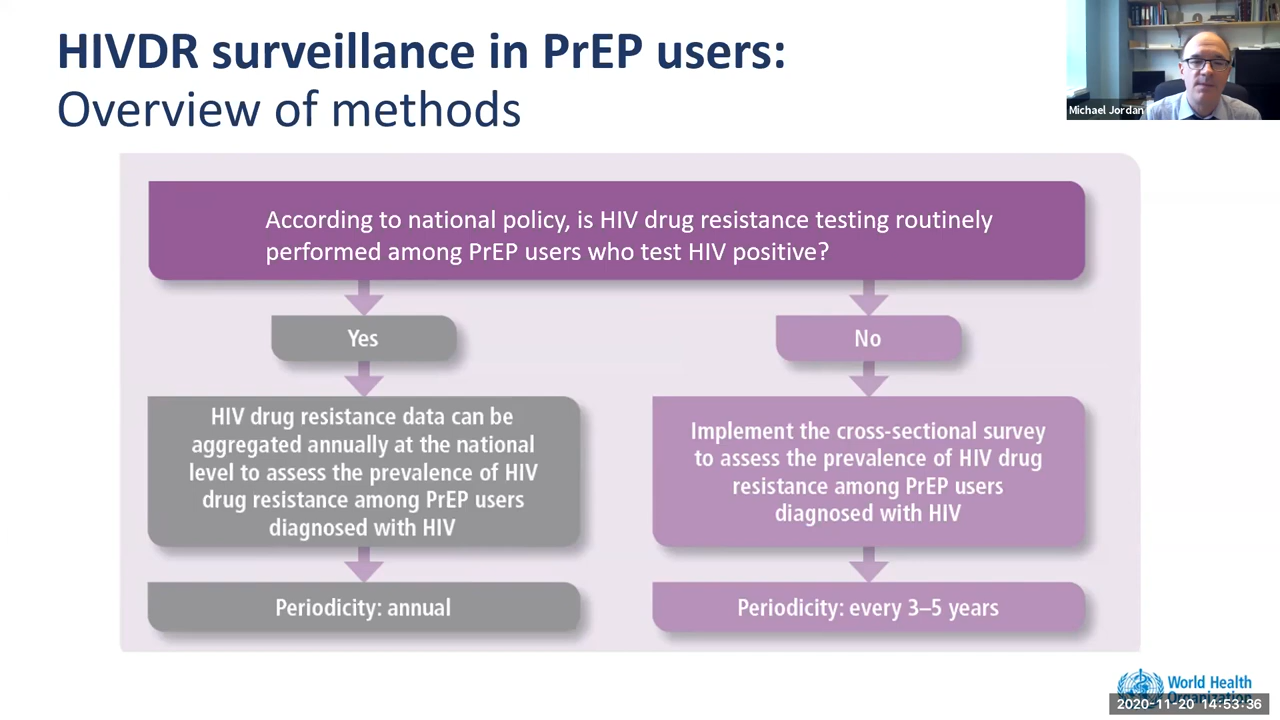 HIVDR surveillance in PrEP users:
Overview of methods
Michael Jordan
According to national policy, is HIV drug resistance testing routinely
performed among PrEP users who test HIV positive?
Yes
No
HIV drug resistance data can be
aggregated annually at the national
level to assess the prevalence of HIV
drug resistance among PrEP users
diagnosed with HIV
Implement the cross-sectional survey
to assess the prevalence of HIV drug
resistance among PrEP users
diagnosed with HIV
Periodicity: annual
Periodicity: every 3–5 years
World Health
Organization
2020-11-20 14:53:36